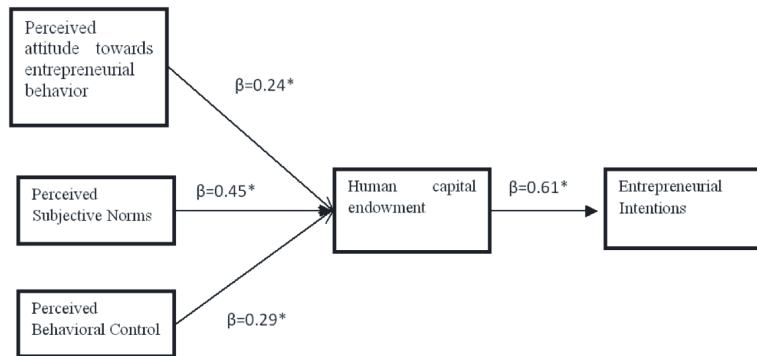 Perceived
attitude towards
entrepreneurial
behavior
β=0.24*
Perceived
Subjective Norms
β=0.45*
Human capital
endowment
β=0.61*
Entrepreneurial
Intentions
Perceived
Behavioral Control
β=0.29*